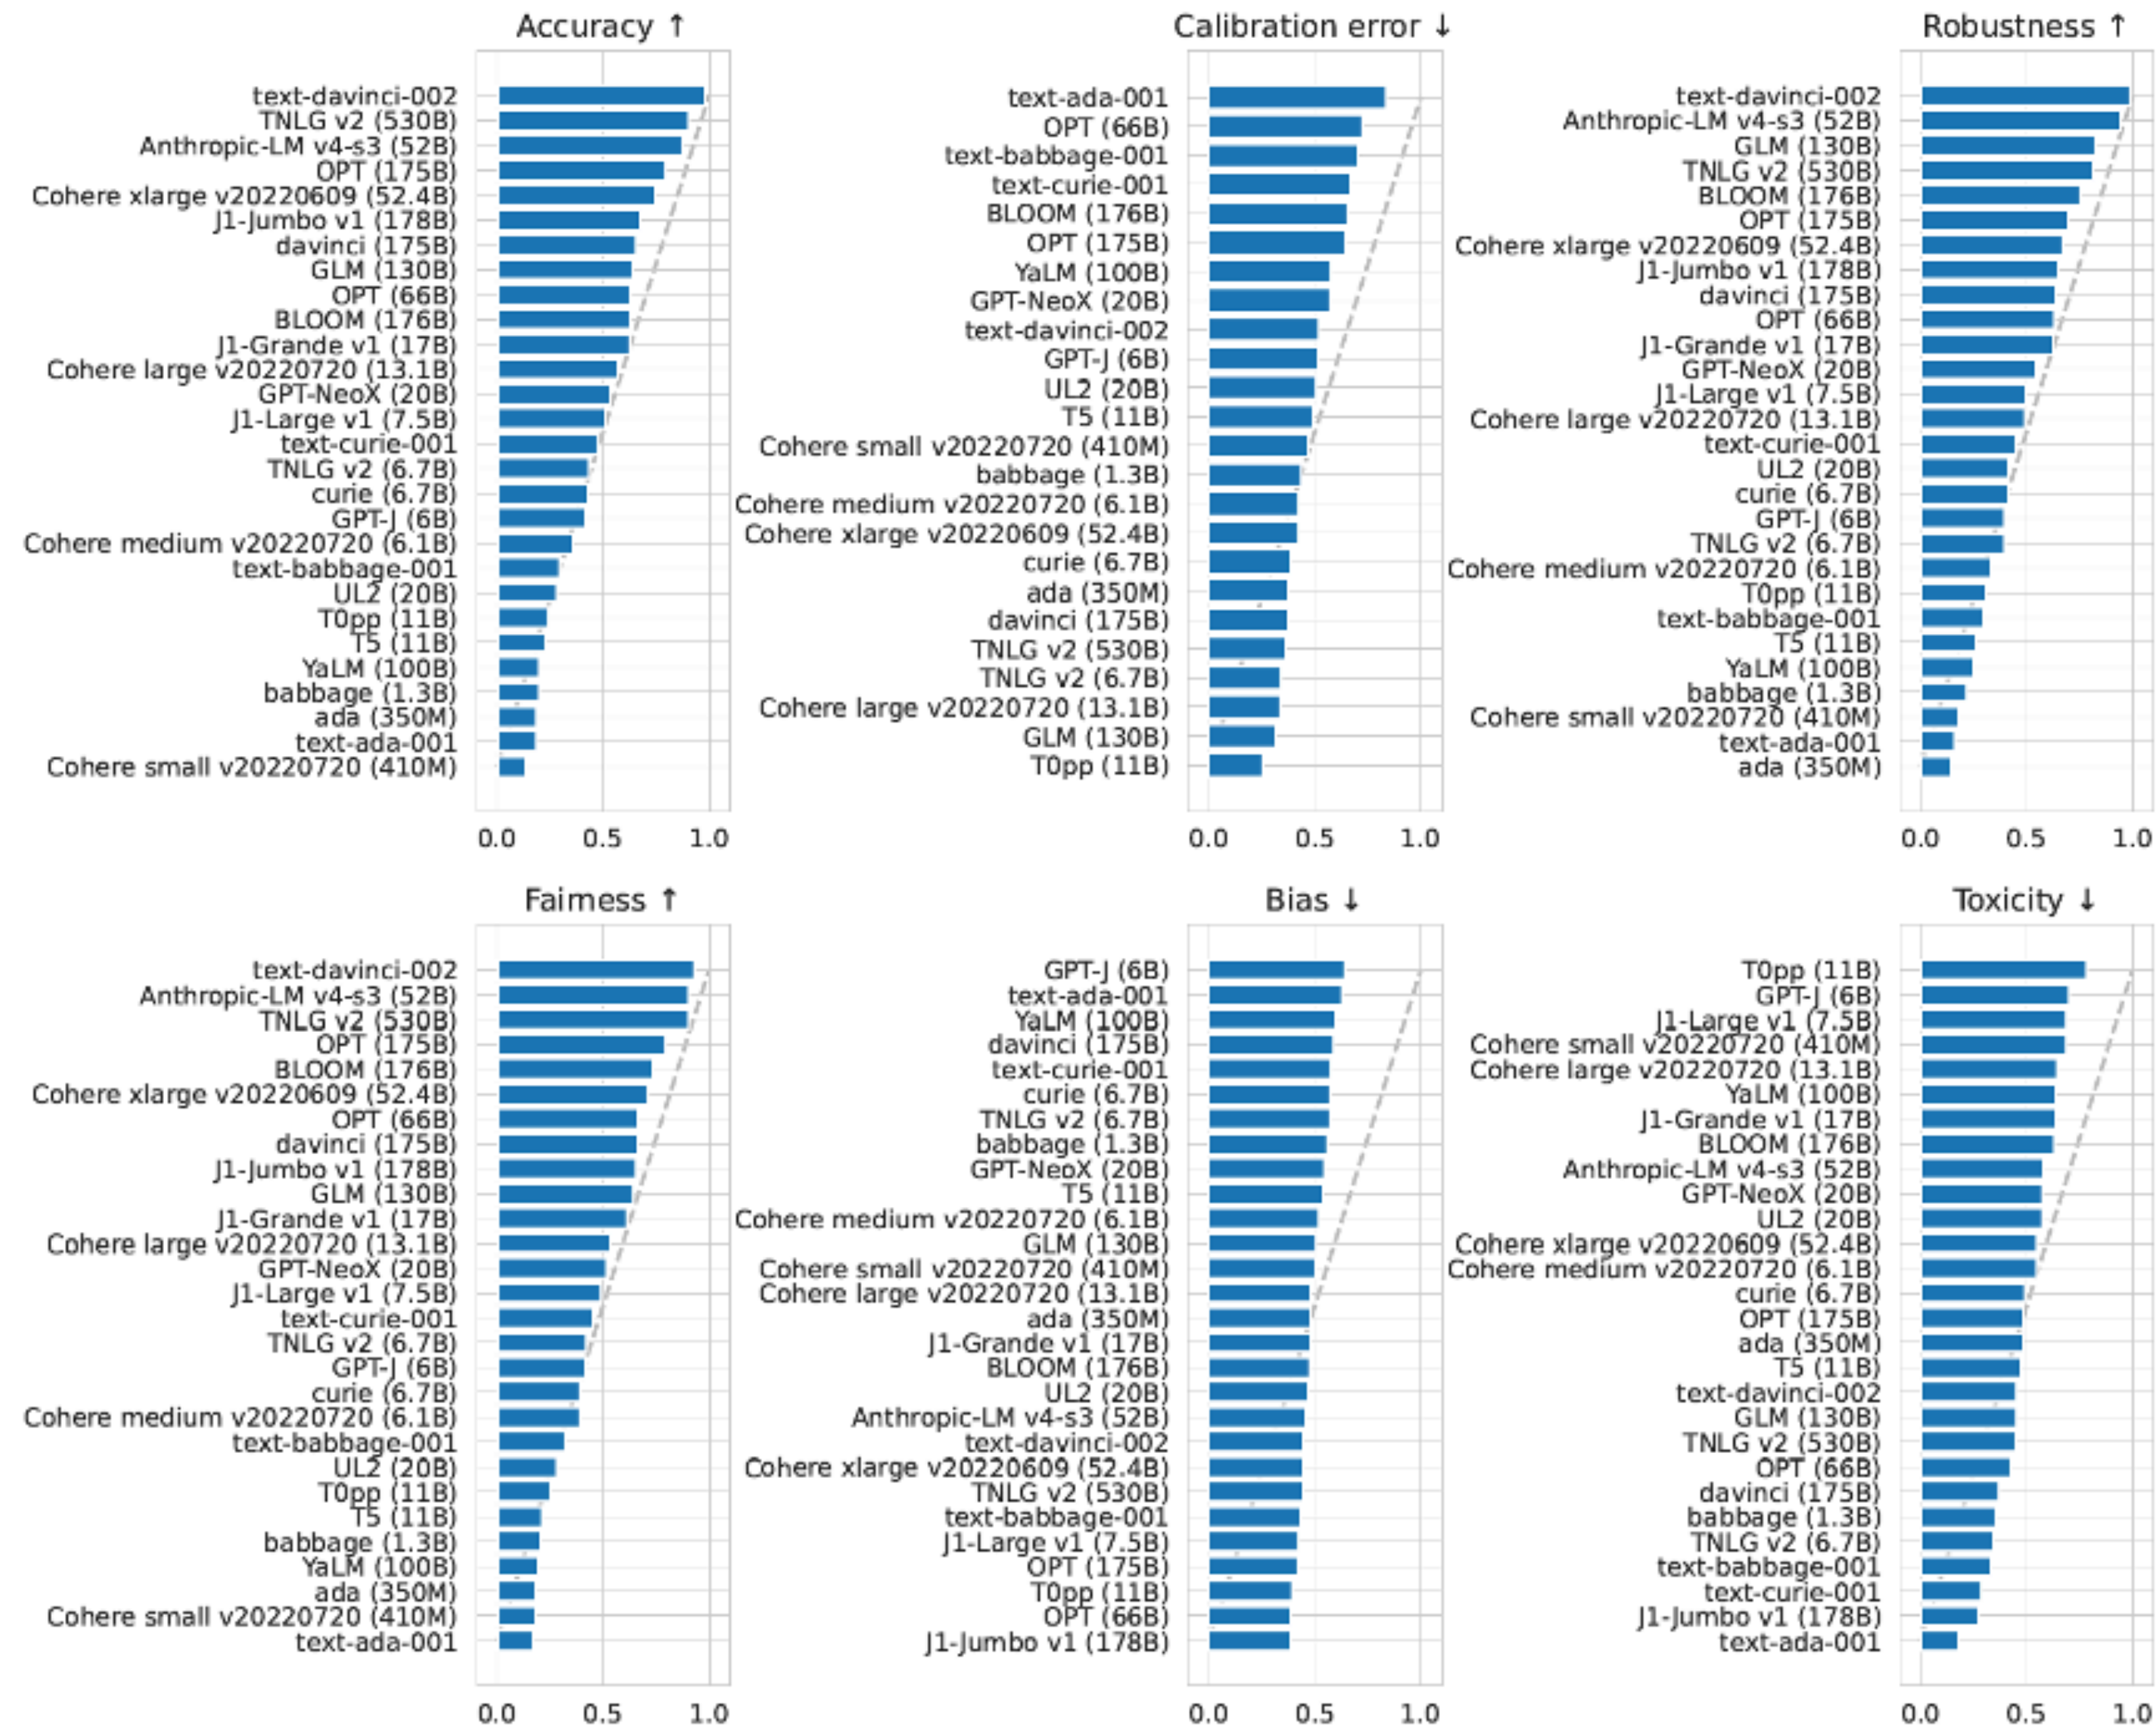 Accuracy ↑
text-davinci-002
TNLG v2 (530B)
Anthropic-LM v4-s3 (52B)
OPT (175B)
Cohere xlarge v20220609 (52.4B)
J1-Jumbo v1 (178B)
davinci (175B)
GLM (130B)
OPT (66B)
BLOOM (176B)
J1-Grande v1 (17B)
Cohere large v20220720 (13.1B)
GPT-NeoX (20B)
J1-Large v1 (7.5B)
text-curie-001
TNLG v2 (6.7B)
curie (6.7B)
GPT-J (6B)
Cohere medium v20220720 (6.1B)
text-babbage-001
UL2 (20B)
T0pp (11B)
T5 (11B)
YaLM (100B)
babbage (1.3B)
ada (350M)
text-ada-001
Cohere small v20220720 (410M)
0.0 0.5 1.0
Calibration error ↓
text-ada-001
OPT (66B)
text-babbage-001
text-curie-001
BLOOM (176B)
OPT (175B)
YaLM (100B)
GPT-NeoX (20B)
text-davinci-002
GPT-J (6B)
UL2 (20B)
T5 (11B)
Cohere small v20220720 (410M)
babbage (1.3B)
Cohere medium v20220720 (6.1B)
Cohere xlarge v20220609 (52.4B)
curie (6.7B)
ada (350M)
davinci (175B)
TNLG v2 (530B)
TNLG v2 (6.7B)
Cohere large v20220720 (13.1B)
GLM (130B)
T0pp (11B)
0.0 0.5 1.0
Robustness ↑
text-davinci-002
Anthropic-LM v4-s3 (52B)
GLM (130B)
TNLG v2 (530B)
BLOOM (176B)
OPT (175B)
Cohere xlarge v20220609 (52.4B)
J1-Jumbo v1 (178B)
davinci (175B)
OPT (66B)
J1-Grande v1 (17B)
GPT-NeoX (20B)
J1-Large v1 (7.5B)
Cohere large v20220720 (13.1B)
text-curie-001
UL2 (20B)
curie (6.7B)
GPT-J (6B)
TNLG v2 (6.7B)
Cohere medium v20220720 (6.1B)
T0pp (11B)
text-babbage-001
T5 (11B)
YaLM (100B)
babbage (1.3B)
Cohere small v20220720 (410M)
text-ada-001
ada (350M)
0.0 0.5 1.0
Fairness ↑
text-davinci-002
Anthropic-LM v4-s3 (52B)
TNLG v2 (530B)
OPT (175B)
BLOOM (176B)
Cohere xlarge v20220609 (52.4B)
OPT (66B)
davinci (175B)
J1-Jumbo v1 (178B)
GLM (130B)
J1-Grande v1 (17B)
Cohere large v20220720 (13.1B)
GPT-NeoX (20B)
J1-Large v1 (7.5B)
text-curie-001
TNLG v2 (6.7B)
GPT-J (6B)
curie (6.7B)
Cohere medium v20220720 (6.1B)
text-babbage-001
UL2 (20B)
T0pp (11B)
T5 (11B)
babbage (1.3B)
YaLM (100B)
ada (350M)
Cohere small v20220720 (410M)
text-ada-001
0.0 0.5 1.0
Bias ↓
GPT-J (6B)
text-ada-001
YaLM (100B)
davinci (175B)
text-curie-001
curie (6.7B)
TNLG v2 (6.7B)
babbage (1.3B)
GPT-NeoX (20B)
T5 (11B)
Cohere medium v20220720 (6.1B)
GLM (130B)
Cohere small v20220720 (410M)
Cohere large v20220720 (13.1B)
ada (350M)
J1-Grande v1 (17B)
BLOOM (176B)
UL2 (20B)
Anthropic-LM v4-s3 (52B)
text-davinci-002
Cohere xlarge v20220609 (52.4B)
TNLG v2 (530B)
text-babbage-001
J1-Large v1 (7.5B)
OPT (175B)
T0pp (11B)
OPT (66B)
J1-Jumbo v1 (178B)
0.0 0.5 1.0
Toxicity ↓
T0pp (11B)
GPT-J (6B)
J1-Large v1 (7.5B)
Cohere small v20220720 (410M)
Cohere large v20220720 (13.1B)
YaLM (100B)
J1-Grande v1 (17B)
BLOOM (176B)
Anthropic-LM v4-s3 (52B)
GPT-NeoX (20B)
UL2 (20B)
Cohere xlarge v20220609 (52.4B)
Cohere medium v20220720 (6.1B)
curie (6.7B)
OPT (175B)
ada (350M)
T5 (11B)
text-davinci-002
GLM (130B)
TNLG v2 (530B)
OPT (66B)
davinci (175B)
babbage (1.3B)
TNLG v2 (6.7B)
text-babbage-001
text-curie-001
J1-Jumbo v1 (178B)
text-ada-001
0.0 0.5 1.0